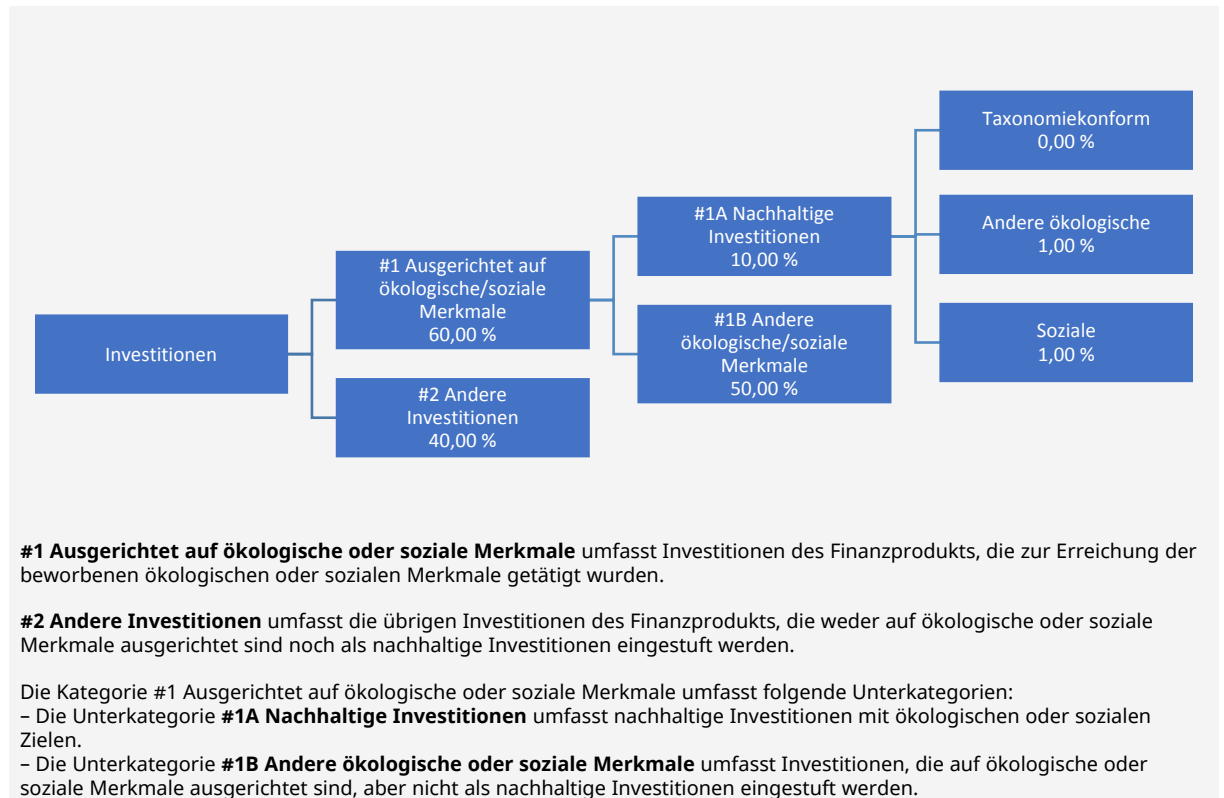 Taxonomiekonform
0,00 %
#1A Nachhaltige
Investitionen
10,00 %
Andere ökologische
1,00 %
#1 Ausgerichtet auf
ökologische/soziale
Merkmale
60,00 %
#1B Andere
ökologische/soziale
Merkmale
50,00 %
Soziale
1,00 %
Investitionen
#2 Andere
Investitionen
40,00 %
#1 Ausgerichtet auf ökologische oder soziale Merkmale umfasst Investitionen des Finanzprodukts, die zur Erreichung der
beworbenen ökologischen oder sozialen Merkmale getätigt wurden.
#2 Andere Investitionen umfasst die übrigen Investitionen des Finanzprodukts, die weder auf ökologische oder soziale
Merkmale ausgerichtet sind noch als nachhaltige Investitionen eingestuft werden.
Die Kategorie #1 Ausgerichtet auf ökologische oder soziale Merkmale umfasst folgende Unterkategorien:
– Die Unterkategorie #1A Nachhaltige Investitionen umfasst nachhaltige Investitionen mit ökologischen oder sozialen
Zielen.
– Die Unterkategorie #1B Andere ökologische oder soziale Merkmale umfasst Investitionen, die auf ökologische oder
soziale Merkmale ausgerichtet sind, aber nicht als nachhaltige Investitionen eingestuft werden.